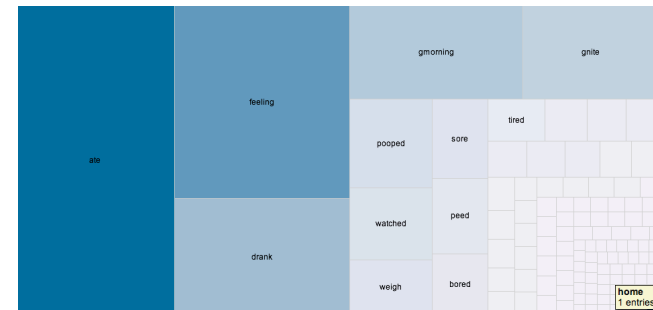 ate
feeling
drank
gmorning
gnite
pooped
sore
tired
watched
peed
weigh
bored
home
1 entries